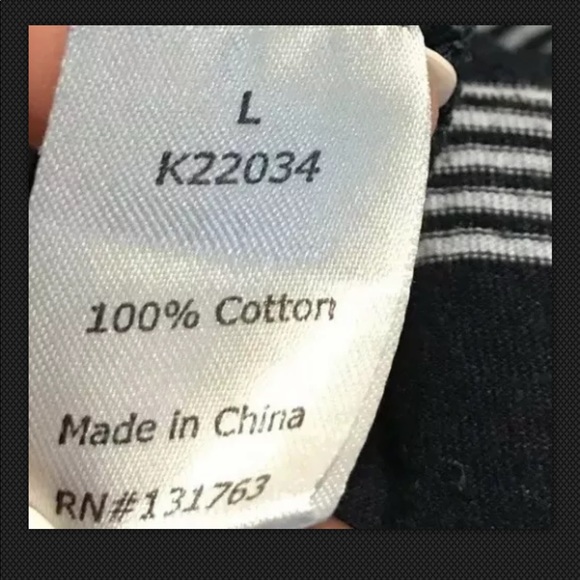 L
K22034
100% Cotton
Made in China
RN#131763